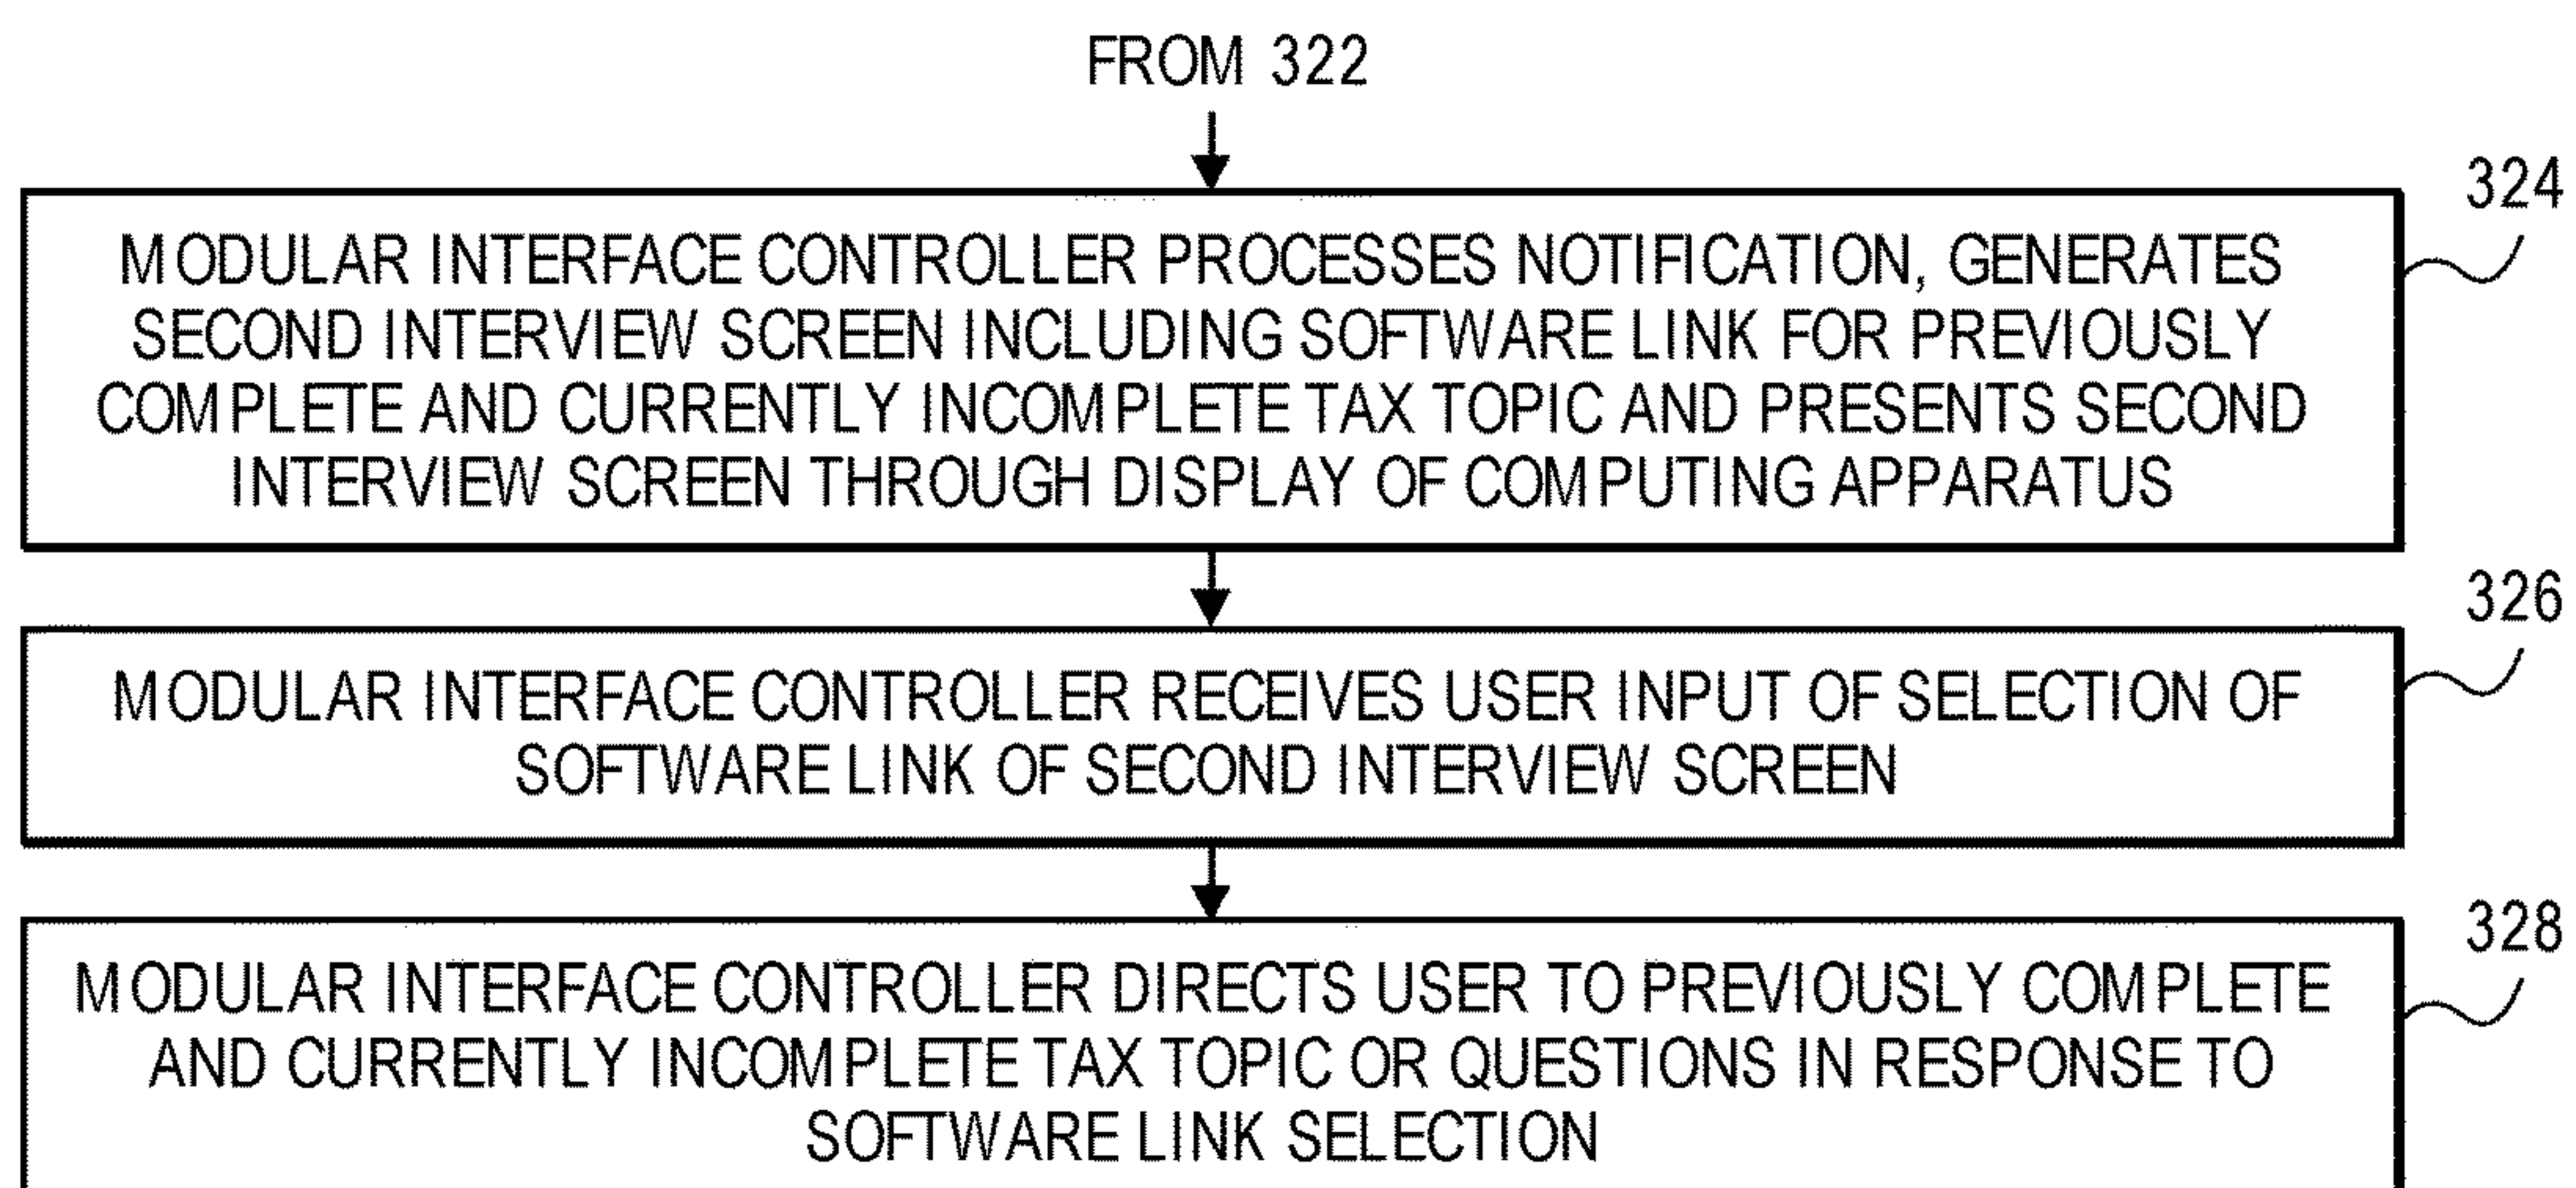 FROM 322
324
MODULAR INTERFACE CONTROLLER PROCESSES NOTIFICATION, GENERATES
SECOND INTERVIEW SCREEN INCLUDING SOFTWARE LINK FOR PREVIOUSLY
COMPLETE AND CURRENTLY INCOMPLETE TAX TOPIC AND PRESENTS SECOND
INTERVIEW SCREEN THROUGH DISPLAY OF COMPUTING APPARATUS
326
MODULAR INTERFACE CONTROLLER RECEIVES USER INPUT OF SELECTION OF
SOFTWARE LINK OF SECOND INTERVIEW SCREEN
328
MODULAR INTERFACE CONTROLLER DIRECTS USER TO PREVIOUSLY COMPLETE
AND CURRENTLY INCOMPLETE TAX TOPIC OR QUESTIONS IN RESPONSE TO
SOFTWARE LINK SELECTION